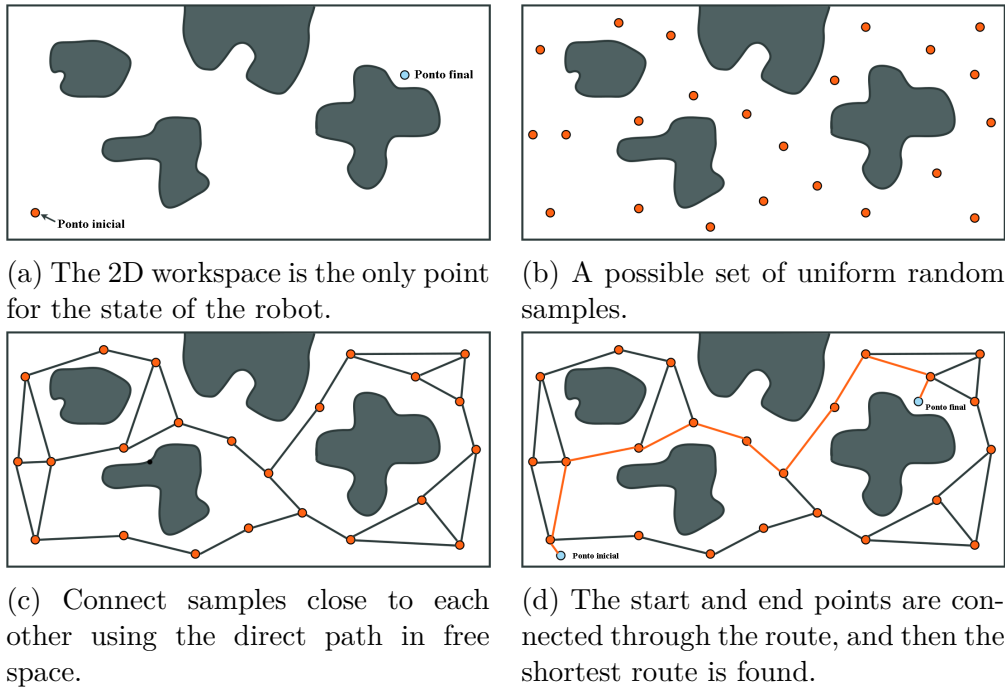 Ponto final
Ponto inicial
(a) The 2D workspace is the only point
for the state of the robot.
(b) A possible set of uniform random
samples.
Ponto final
Ponto inicial
(c) Connect samples close to each
other using the direct path in free
space.
(d) The start and end points are con-
nected through the route, and then the
shortest route is found.